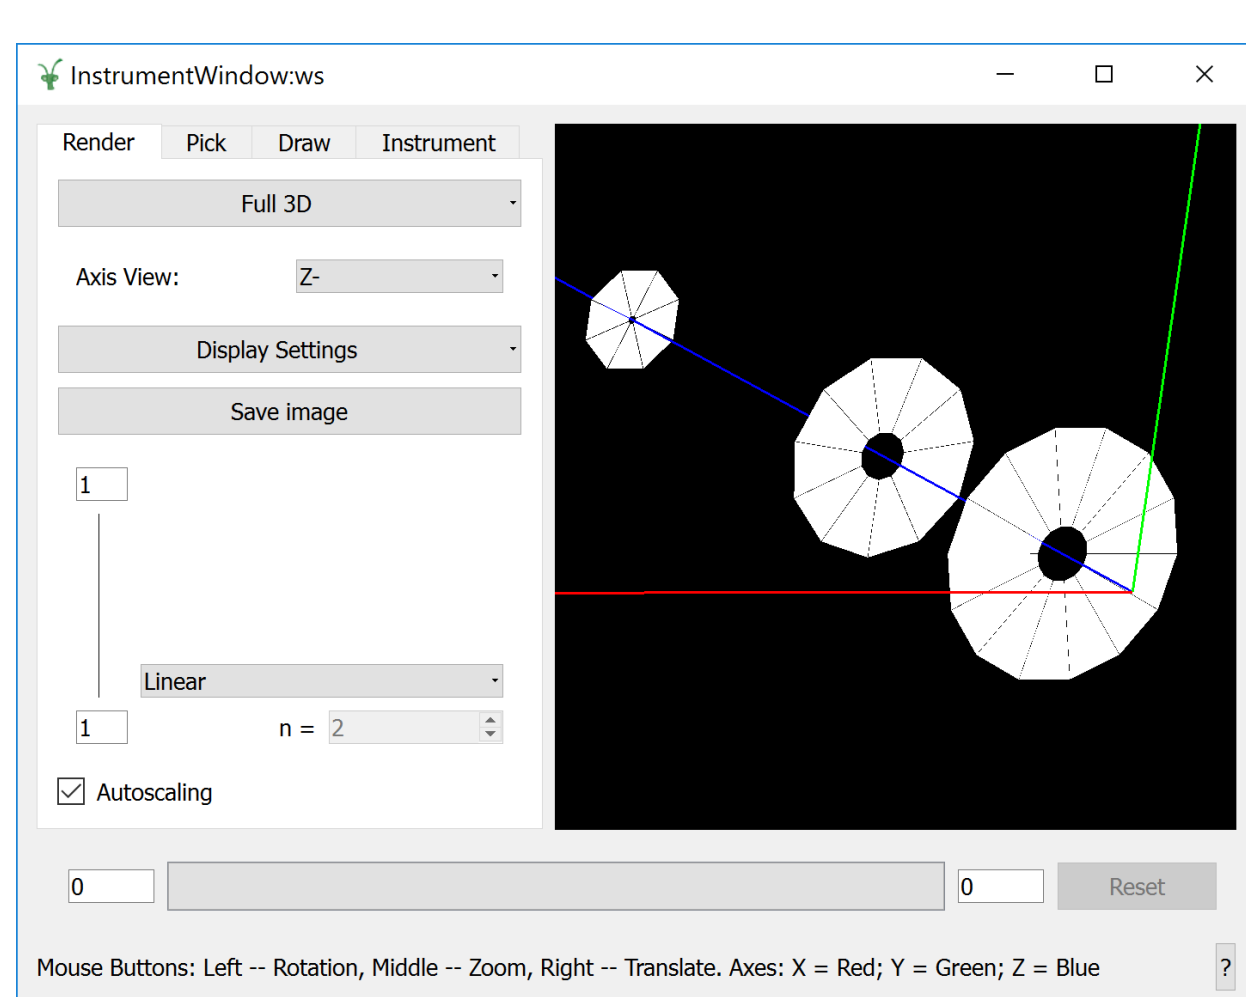 InstrumentWindow:ws
Render Pick Draw Instrument
Full 3D
Axis View: Z-
Display Settings
Save image
1
Linear
1 n = 2
Autoscaling
0 0 Reset
Mouse Buttons: Left -- Rotation, Middle -- Zoom, Right -- Translate. Axes: X = Red; Y = Green; Z = Blue ?